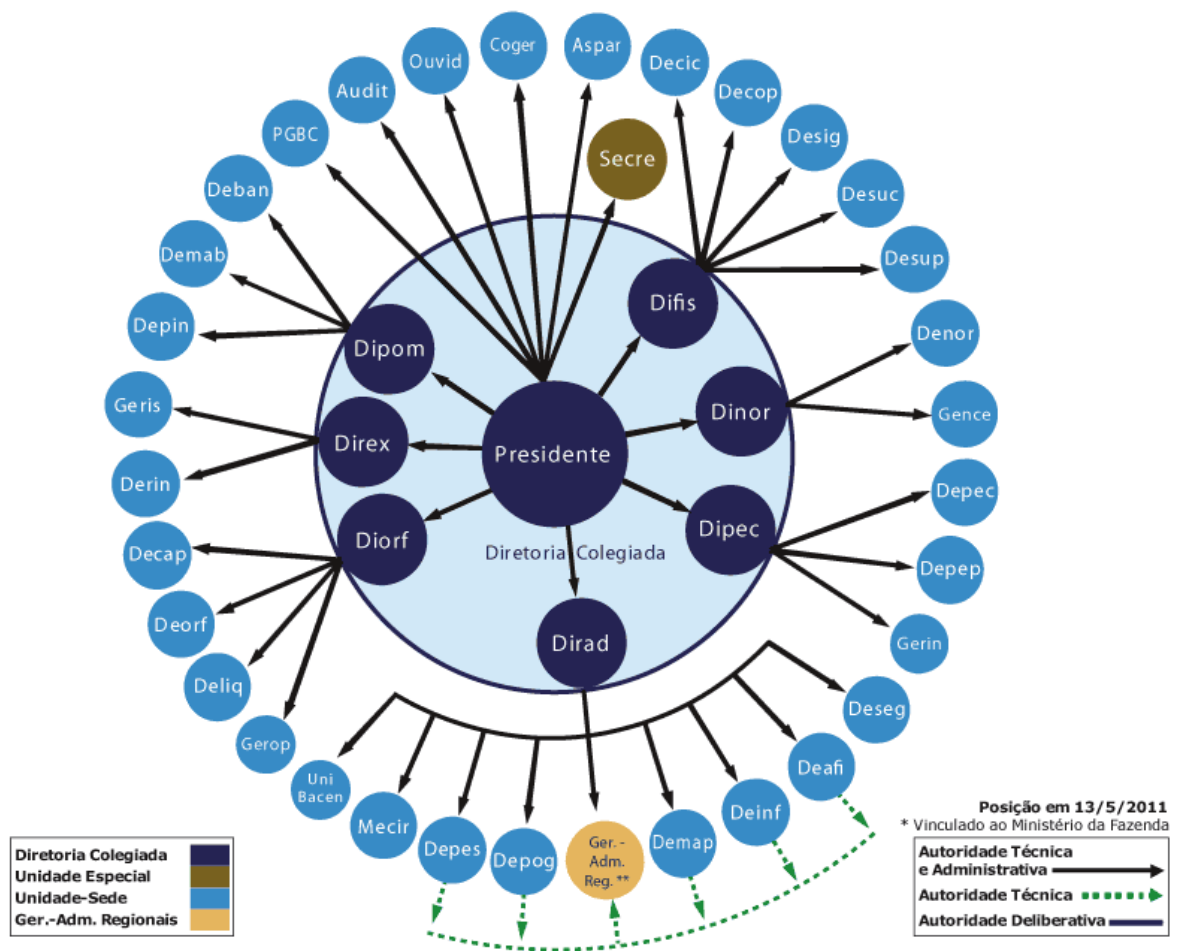 Coger
Aspar
Ouvid
Decic
Audit
Decop
PGBC
Desig
Secre
Deban
Desuc
Demab
Desup
Difis
Depin
Denor
Dipom
Geris
Dinor
Gence
Direx
Presidente
Derin
Depec
Dipec
Diorf
Diretoria Colegiada
Decap
Depep
Deorf
Dirad
Gerin
Deliq
Deseg
Gerop
Deafi
Uni
Bacen
Mecir
Deinf
Depes
Depog
Ger. -
Adm.
Reg. **
Demap
Posição em 13/5/2011
* Vinculado ao Ministério da Fazenda
Diretoria Colegiada
Unidade Especial
Unidade-Sede
Ger.-Adm. Regionais
Autoridade Técnica
e Administrativa
Autoridade Técnica
Autoridade Deliberativa